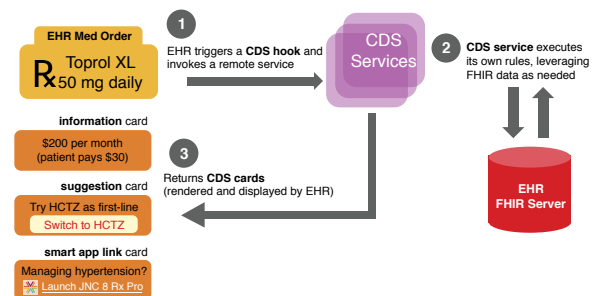 EHR Med Order
Rx Toprol XL
50 mg daily
1
EHR triggers a CDS hook and
invokes a remote service
CDS
Services
2
CDS service executes
its own rules, leveraging
FHIR data as needed
EHR
FHIR Server
3
Returns CDS cards
(rendered and displayed by EHR)
information card
$200 per month
(patient pays $30)
suggestion card
Try HCTZ as first-line
Switch to HCTZ
smart app link card
Managing hypertension?
Launch JNC 8 Rx Pro